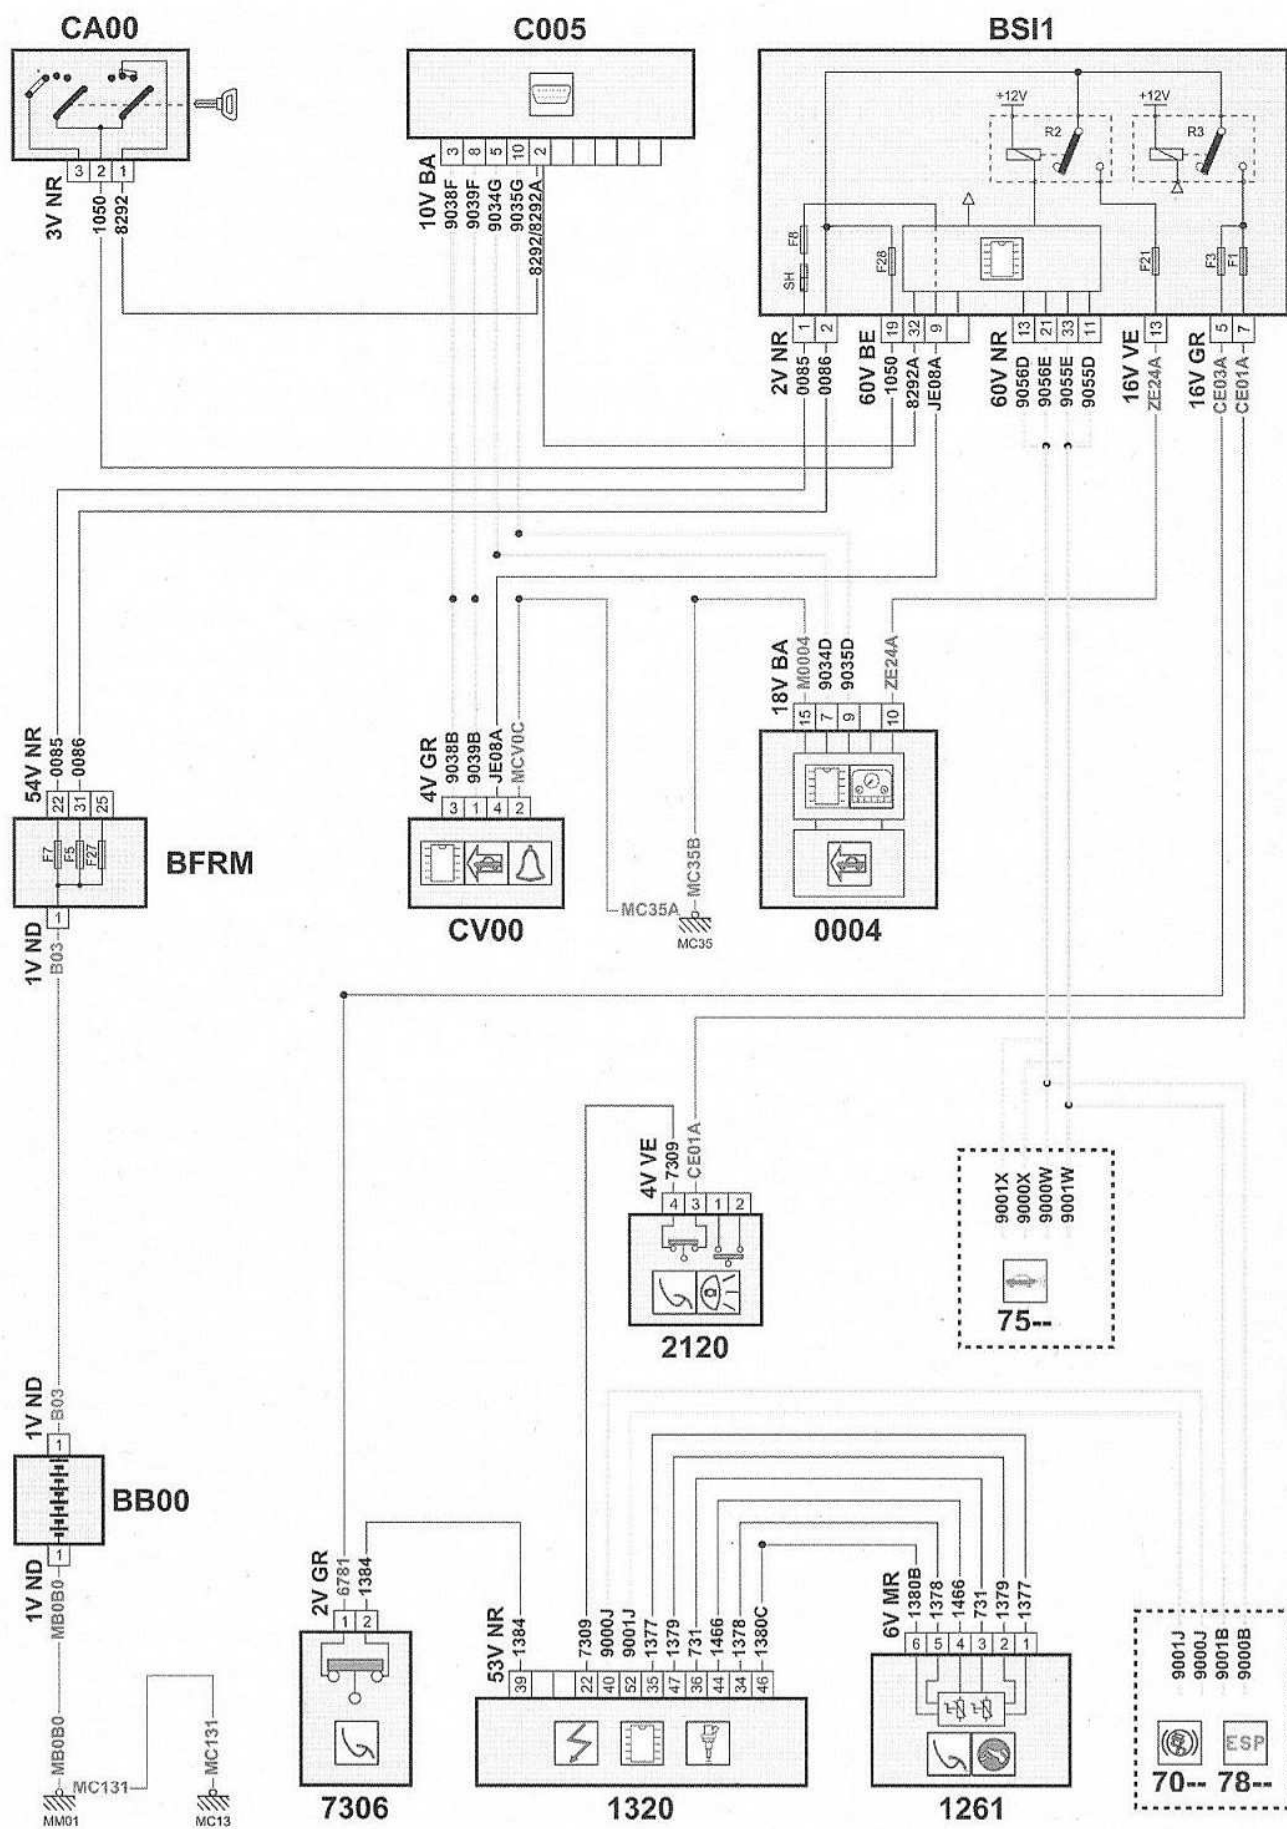 CA00
C005
BSI1
+12V
+12V
R2
R3
F8
SH
F28
F21
F3
F1
3
2
1
3V NR
1050
8292
10V BA
3
8
5
10
2
9038F
9039F
9034G
9035G
8292/8292A
2V NR
1
2
0085
0086
60V BE
19
32
9
1050
8292A
JE08A
60V NR
13
21
33
11
9056D
9056E
9055E
9055D
16V VE
13
ZE24A
16V GR
5
7
CE03A
CE01A
54V NR
0085
0086
22
31
25
F7
F5
F27
BFRM
1
1V ND
B03
4V GR
9038B
9039B
JE08A
MCV0C
3
1
4
2
CV00
MC35A
MC35B
MC35
18V BA
M0004
9034D
9035D
ZE24A
15
7
9
10
0004
4V VE
7309
CE01A
4
3
1
2
2120
9001X
9000X
9000W
9001W
75--
1V ND
B03
1
BB00
1
1V ND
MB0B0
MB0B0
MC131
MC131
MM01
MC13
2V GR
6781
1384
1
2
7306
53V NR
1384
7309
9000J
9001J
1377
1379
731
1466
1378
1380C
39
22
40
52
35
47
36
44
34
46
1320
6V MR
1380B
1378
1466
731
1379
1377
6
5
4
3
2
1
1261
9001J
9000J
9001B
9000B
ESP
70--
78--